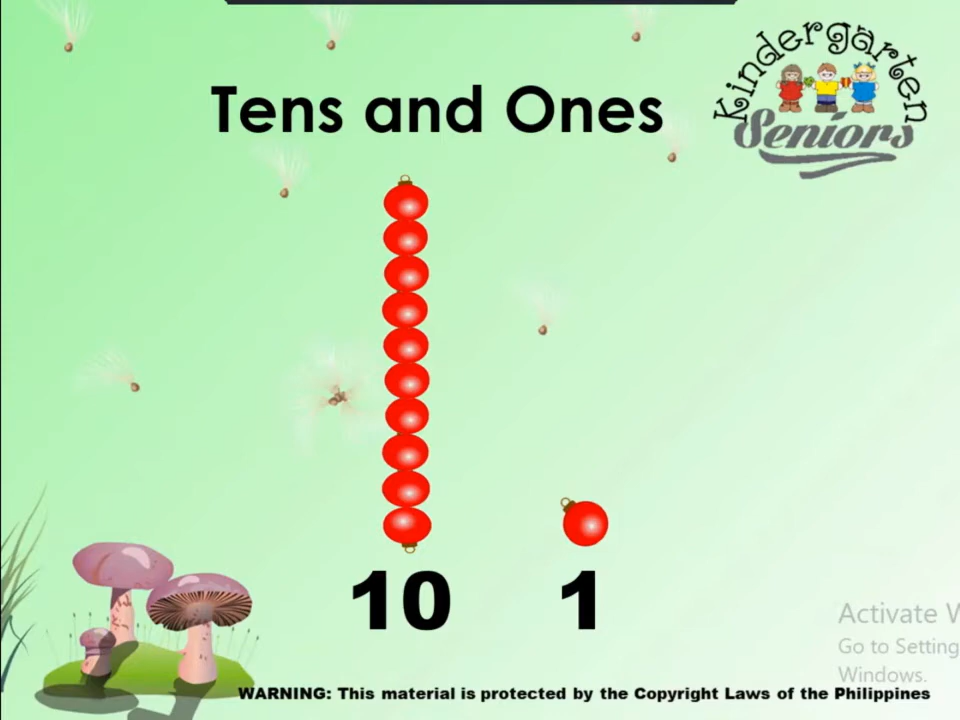 Kindergarten
Seniors
Tens and Ones
10 1
Activate W
Go to Setting
Windows.
WARNING: This material is protected by the Copyright Laws of the Philippines